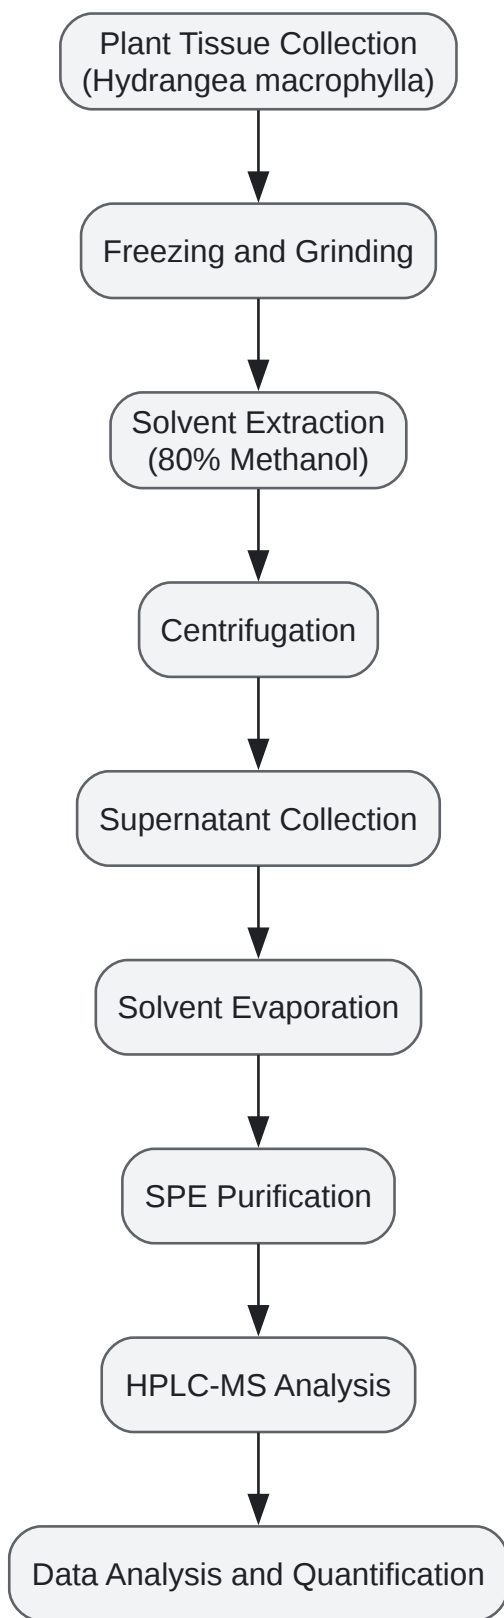 Plant Tissue Collection
(Hydrangea macrophylla)
Freezing and Grinding
Solvent Extraction
(80% Methanol)
Centrifugation
Supernatant Collection
Solvent Evaporation
SPE Purification
HPLC-MS Analysis
Data Analysis and Quantification